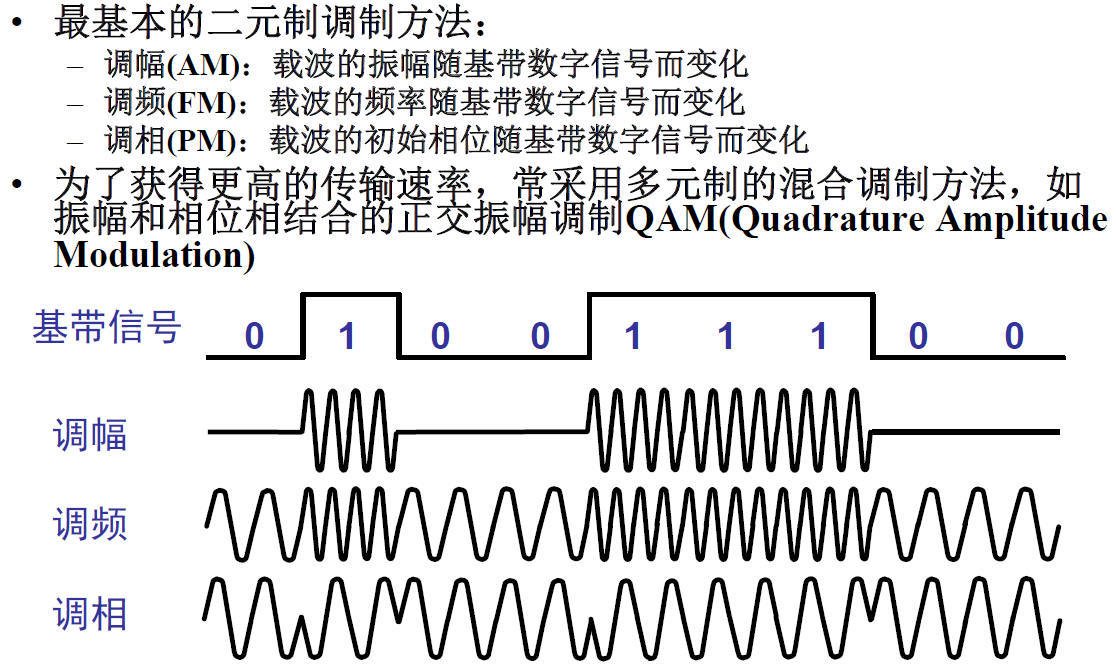 • 最基本的二元制调制方法：
– 调幅(AM)：载波的振幅随基带数字信号而变化
– 调频(FM)：载波的频率随基带数字信号而变化
– 调相(PM)：载波的初始相位随基带数字信号而变化
• 为了获得更高的传输速率，常采用多元制的混合调制方法，如
振幅和相位相结合的正交振幅调制QAM(Quadrature Amplitude
Modulation)
基带信号 0 1 0 0 1 1 1 0 0
调幅
调频
调相